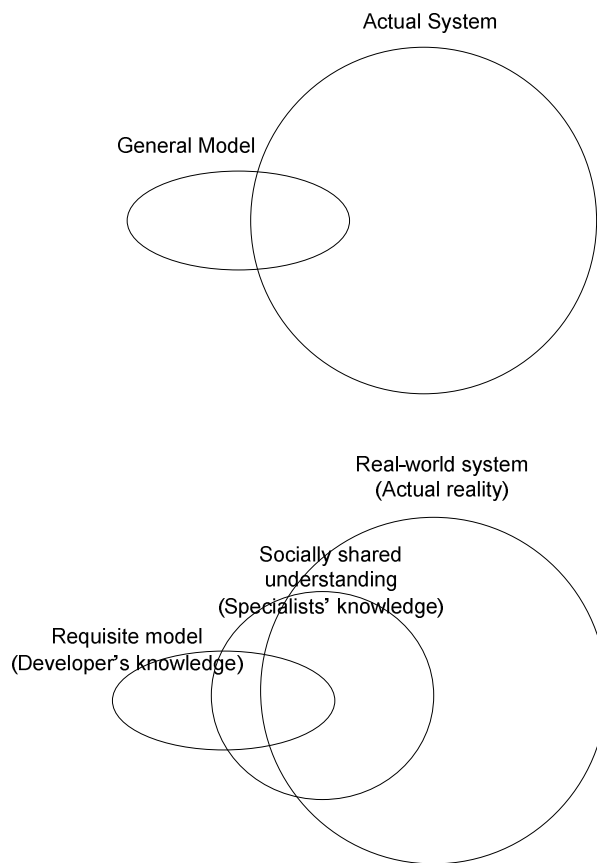 Actual System
General Model
Real-world system
(Actual reality)
Socially shared
understanding
(Specialists’ knowledge)
Requisite model
(Developer’s knowledge)